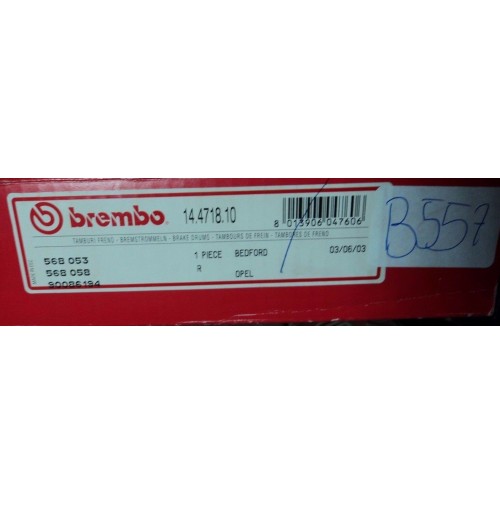 brembo 14.4718.10
8 013906 047606
B557
TAMBURI FRENO - BREMSTROMMELN - BRAKE DRUMS - TAMBOURS DE FREIN - TAMBORES DE FRENO
568 053 1 PIECE BEDFORD 03/06/03
568 058 R OPEL
90086194